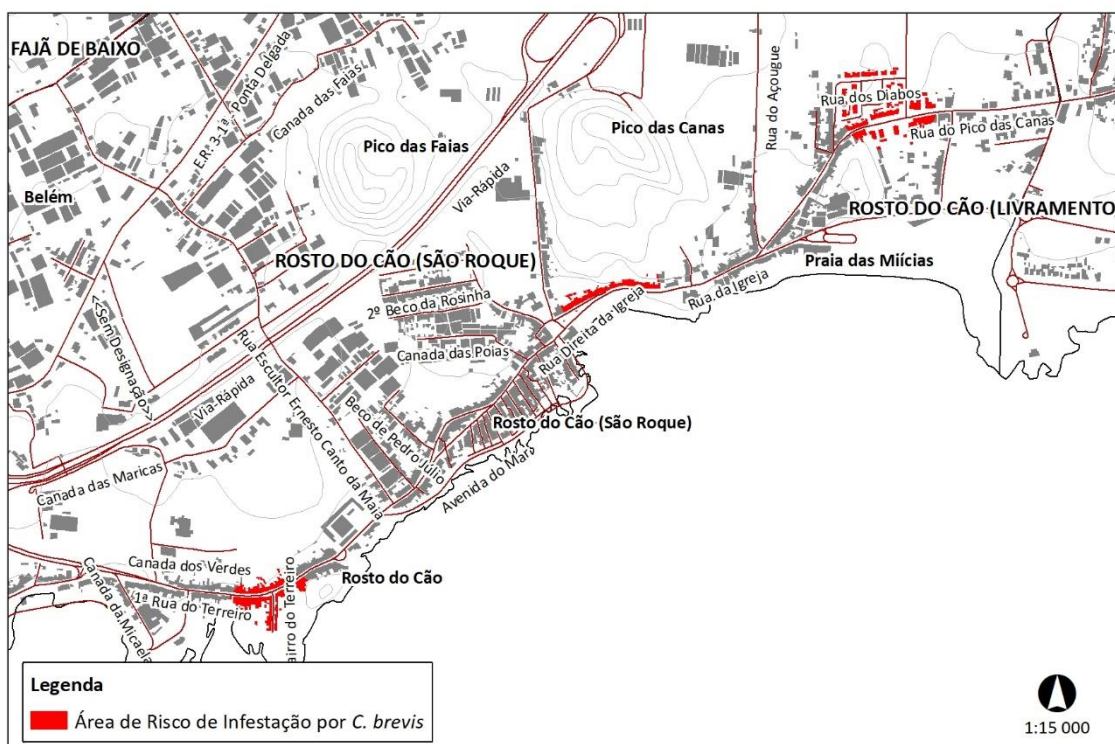 FAJÃ DE BAIXO
E.R.º 3-1ª Ponta Delgada
Canada das Faias
Pico das Faias
Via-Rápida
Pico das Canas
Rua do Açougue
Rua dos Diabos
Rua do Pico das Canas
Belém
ROSTO DO CÃO (SÃO ROQUE)
ROSTO DO CÃO (LIVRAMENTO
Praia das Miícias
2º Beco da Rosinha
Rua da Igreja
Rua Direita da Igreja
Canada das Poias
<<Sem Designação>>
Via-Rápida
Rua Escultor Ernesto Canto da Maia
Beco de Pedro Júlio
Rosto do Cão (São Roque)
Avenida do Mar
Canada das Maricas
Canada dos Verdes
1ª Rua do Terreiro
Canada da Micaela
airro do Terreiro
Rosto do Cão
Legenda
Área de Risco de Infestação por C. brevis
1:15 000